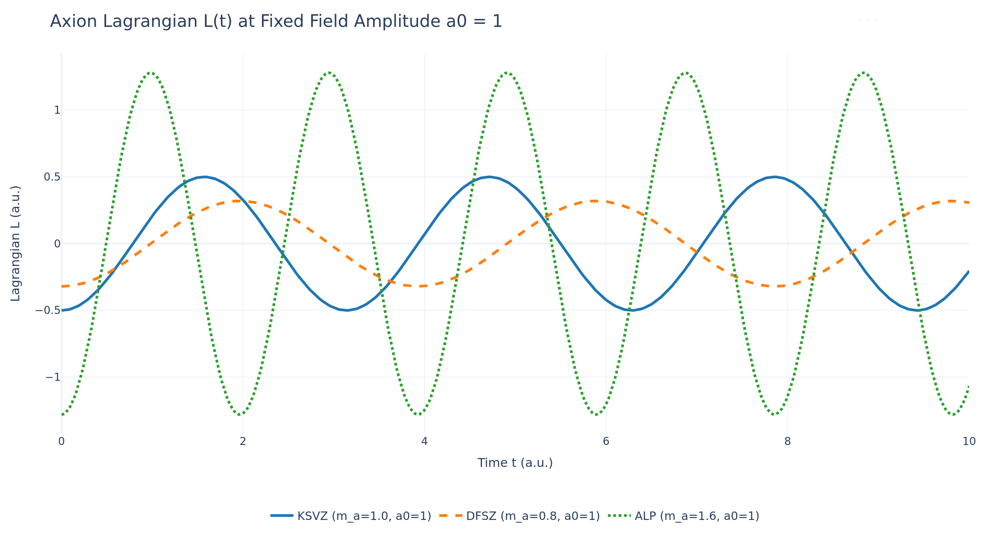 Axion Lagrangian L(t) at Fixed Field Amplitude a0 = 1
Lagrangian L (a.u.)
1
0.5
0
−0.5
−1
0
2
4
6
8
10
Time t (a.u.)
KSVZ (m_a=1.0, a0=1)
DFSZ (m_a=0.8, a0=1)
ALP (m_a=1.6, a0=1)